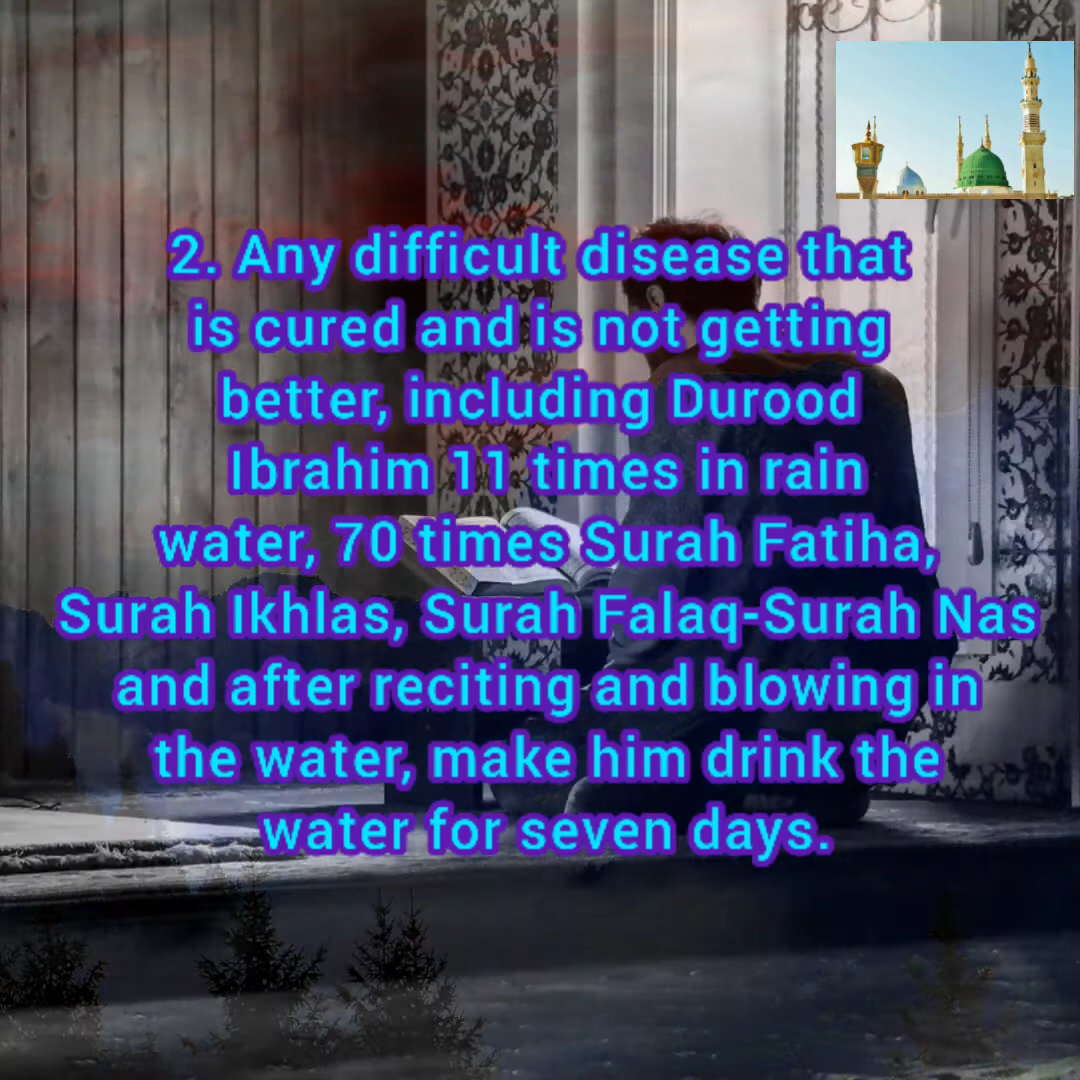 2. Any difficult disease that
is cured and is not getting
better, including Durood
Ibrahim 11 times in rain
water, 70 times Surah Fatiha,
Surah Ikhlas, Surah Falaq-Surah Nas
and after reciting and blowing in
the water, make him drink the
water for seven days.